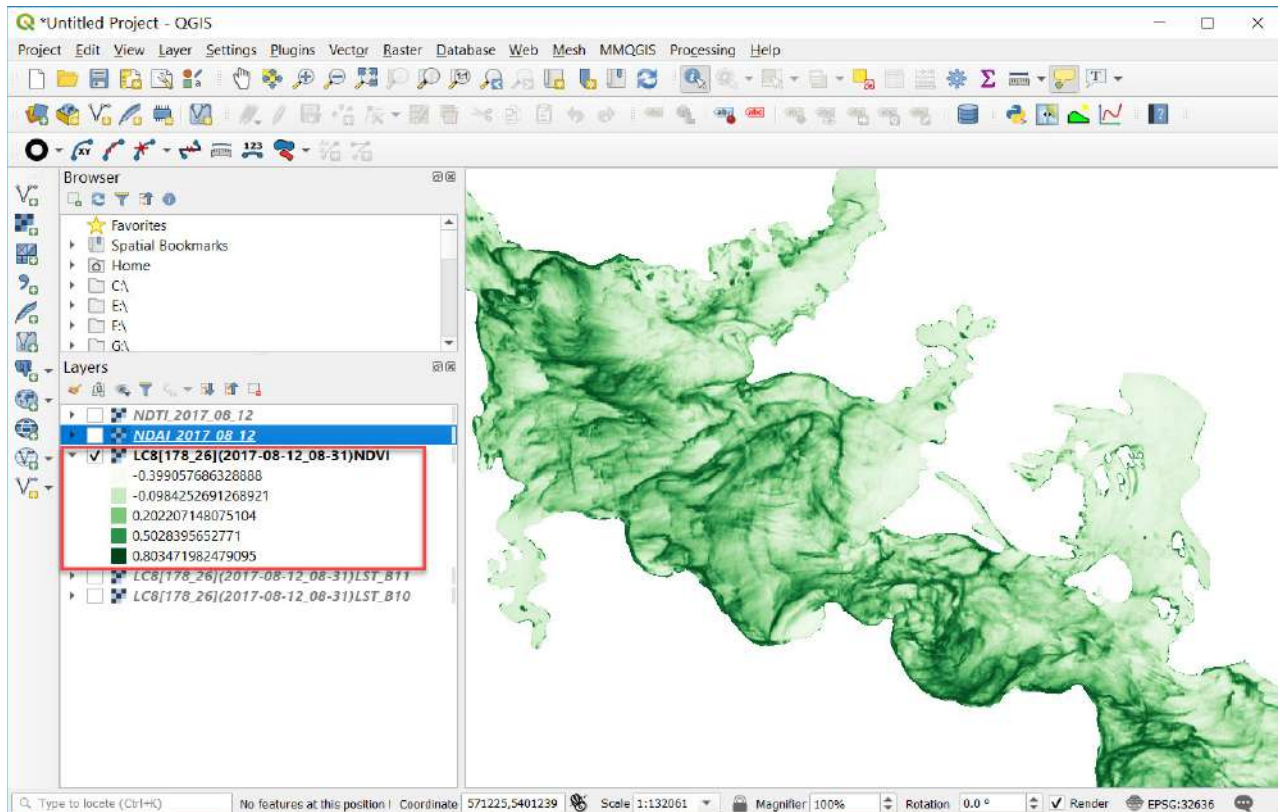 *Untitled Project - QGIS
Project Edit View Layer Settings Plugins Vector Raster Database Web Mesh MMQGIS Processing Help
XY 123
Browser
Favorites
Spatial Bookmarks
Home
C:\
E:\
F:\
G:\
Layers
NDTI_2017_08_12
NDAI_2017_08_12
LC8[178_26](2017-08-12_08-31)NDVI
-0.399057686328888
-0.0984252691268921
0.202207148075104
0.5028395652771
0.803471982479095
LC8[178_26](2017-08-12_08-31)LST_B11
LC8[178_26](2017-08-12_08-31)LST_B10
Type to locate (Ctrl+K) No features at this position Coordinate 571225,5401239 Scale 1:132061 Magnifier 100% Rotation 0.0 ° Render EPSG:32636